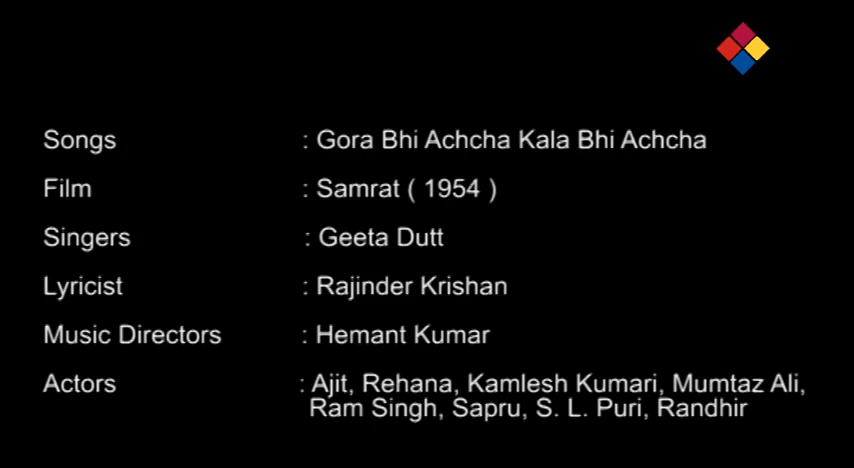 Songs : Gora Bhi Achcha Kala Bhi Achcha
Film : Samrat ( 1954 )
Singers : Geeta Dutt
Lyricist : Rajinder Krishan
Music Directors : Hemant Kumar
Actors : Ajit, Rehana, Kamlesh Kumari, Mumtaz Ali,
Ram Singh, Sapru, S. L. Puri, Randhir